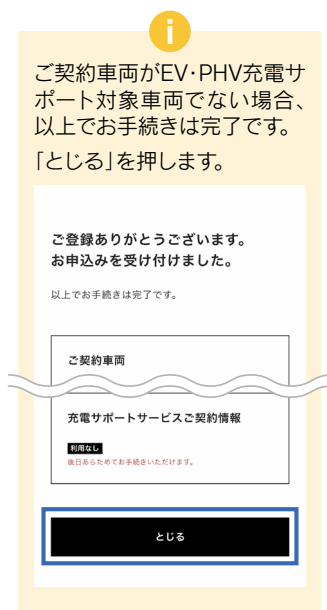 i
ご契約車両がEV・PHV充電サ
ポート対象車両でない場合、
以上でお手続きは完了です。
「とじる」を押します。
ご登録ありがとうございます。
お申込みを受け付けました。
以上でお手続きは完了です。
ご契約車両
充電サポートサービスご契約情報
利用なし
後日あらためてお手続きいただけます。
とじる